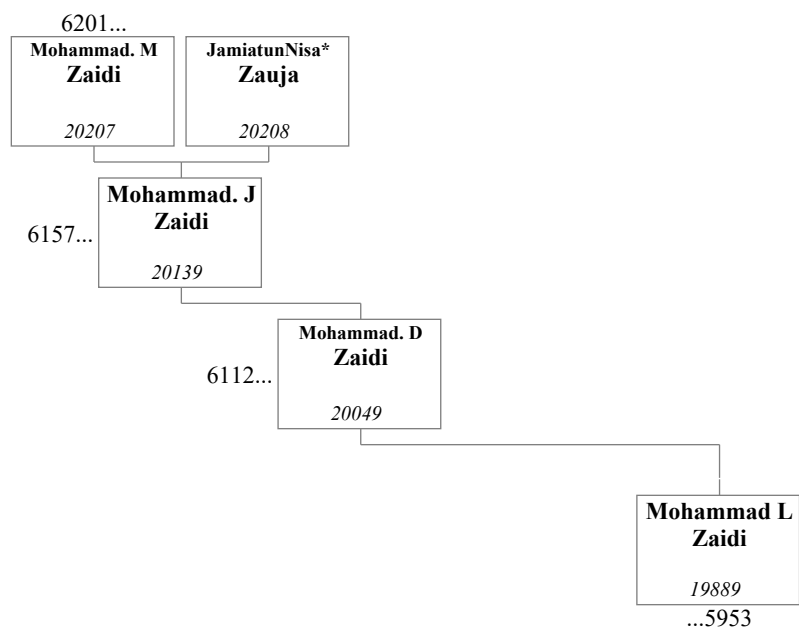 6201...
Mohammad. M
Zaidi
20207
JamiatunNisa*
Zauja
20208
Mohammad. J
Zaidi
6157...
20139
Mohammad. D
Zaidi
6112...
20049
Mohammad L
Zaidi
19889
...5953